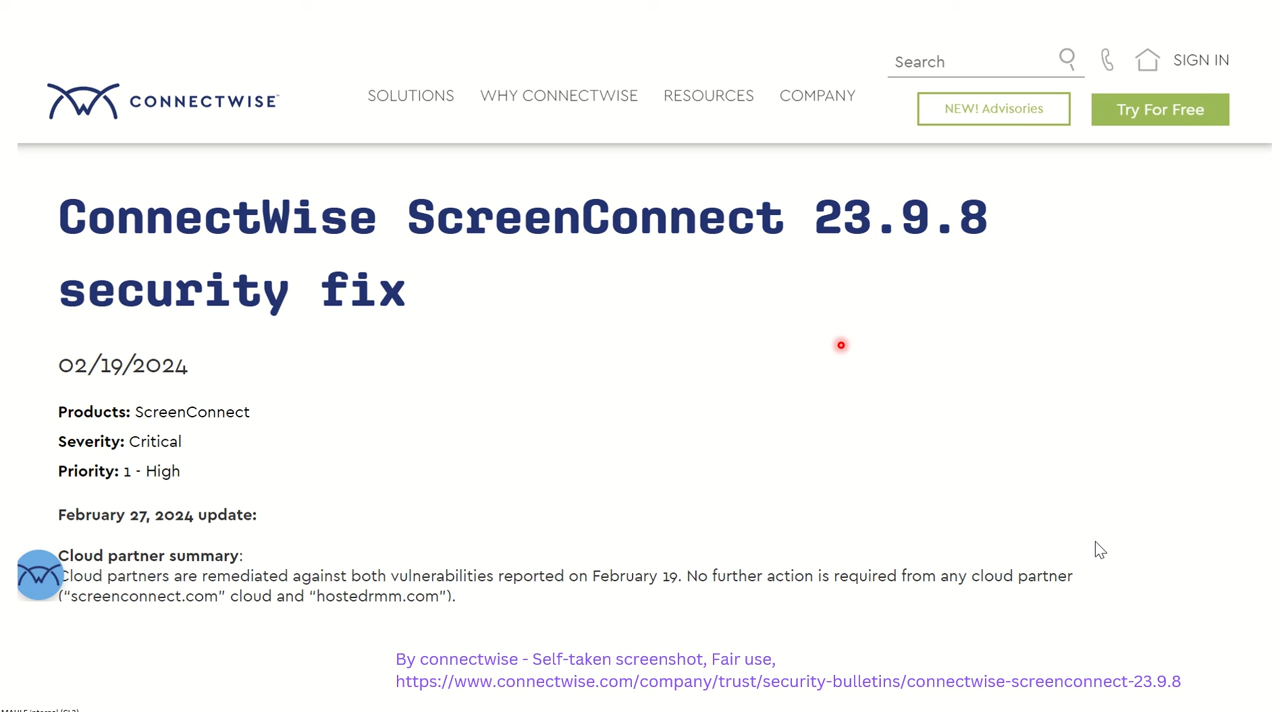 Search
SIGN IN
CONNECTWISE™
SOLUTIONS
WHY CONNECTWISE
RESOURCES
COMPANY
NEW! Advisories
Try For Free
ConnectWise ScreenConnect 23.9.8
security fix
02/19/2024
Products: ScreenConnect
Severity: Critical
Priority: 1 - High
February 27, 2024 update:
Cloud partner summary:
Cloud partners are remediated against both vulnerabilities reported on February 19. No further action is required from any cloud partner
(“screenconnect.com” cloud and “hostedrmm.com”).
By connectwise - Self-taken screenshot, Fair use,
https://www.connectwise.com/company/trust/security-bulletins/connectwise-screenconnect-23.9.8